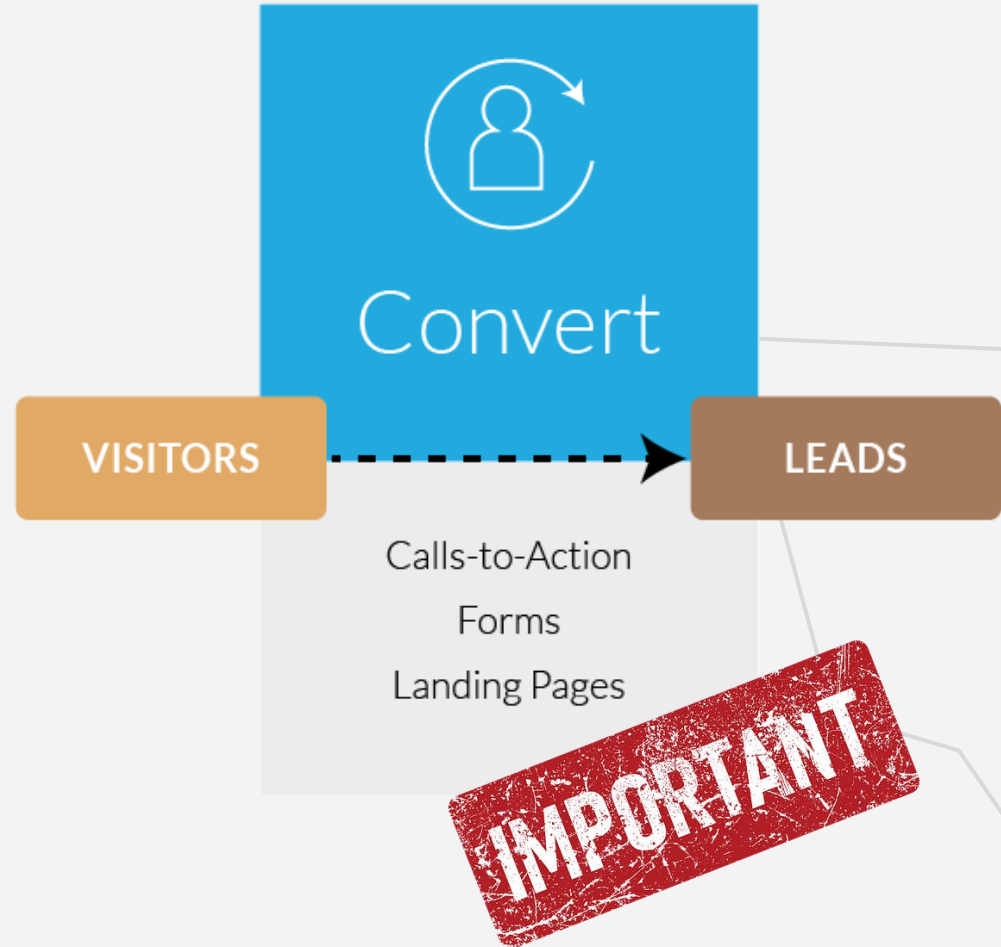 Convert
VISITORS
LEADS
Calls-to-Action
Forms
Landing Pages
IMPORTANT